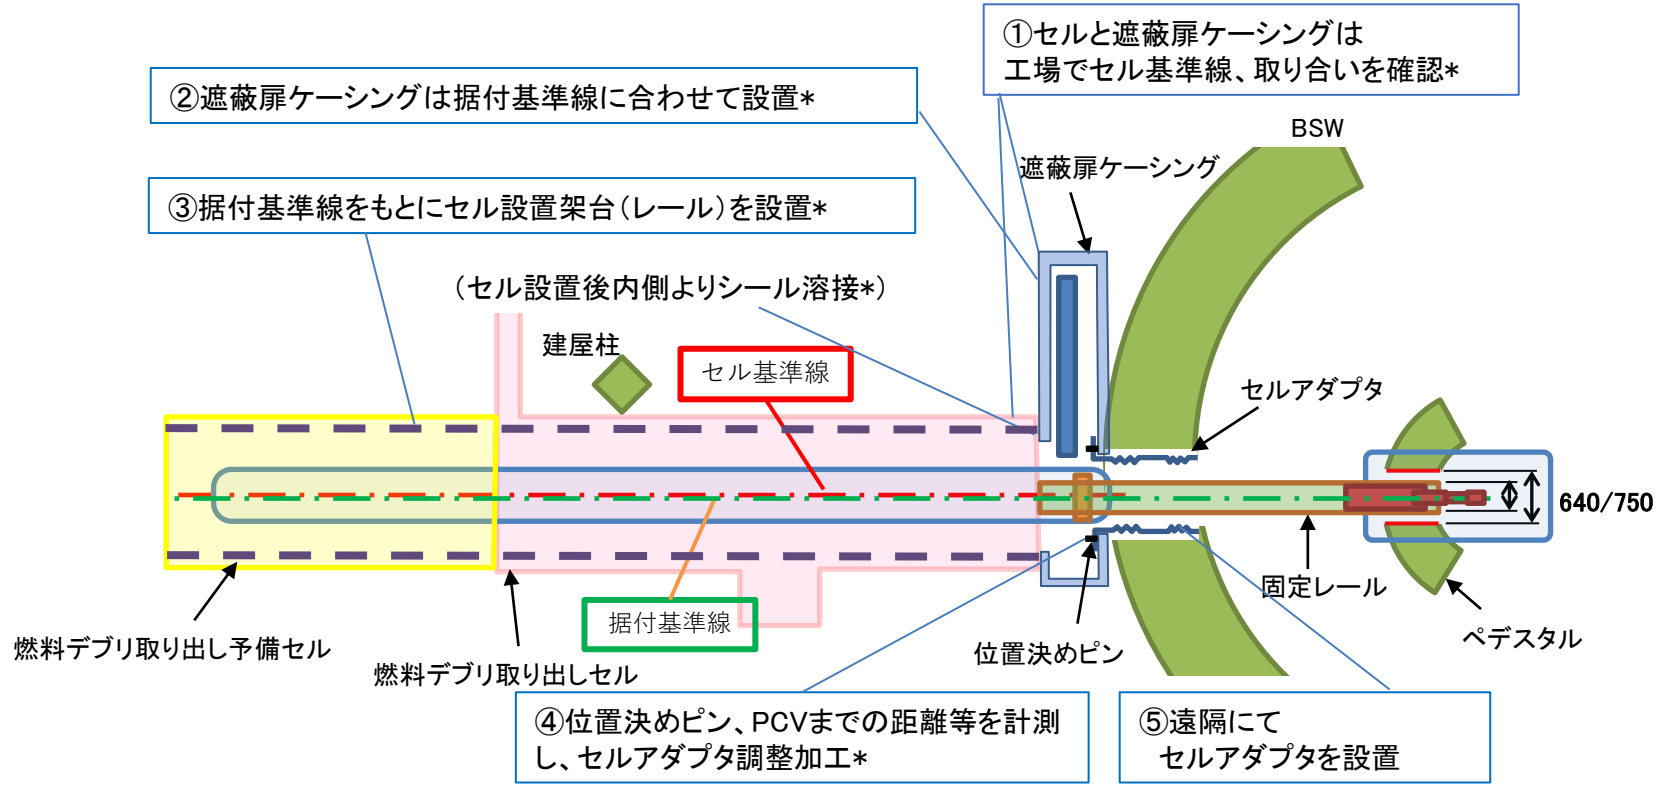 ①セルと遮蔽扉ケーシングは
工場でセル基準線、取り合いを確認*
②遮蔽扉ケーシングは据付基準線に合わせて設置*
BSW
遮蔽扉ケーシング
③据付基準線をもとにセル設置架台(レール)を設置*
(セル設置後内側よりシール溶接*)
建屋柱
セル基準線
セルアダプタ
640/750
固定レール
据付基準線
ペデスタル
燃料デブリ取り出し予備セル
位置決めピン
燃料デブリ取り出しセル
④位置決めピン、PCVまでの距離等を計測
し、セルアダプタ調整加工*
⑤遠隔にて
セルアダプタを設置